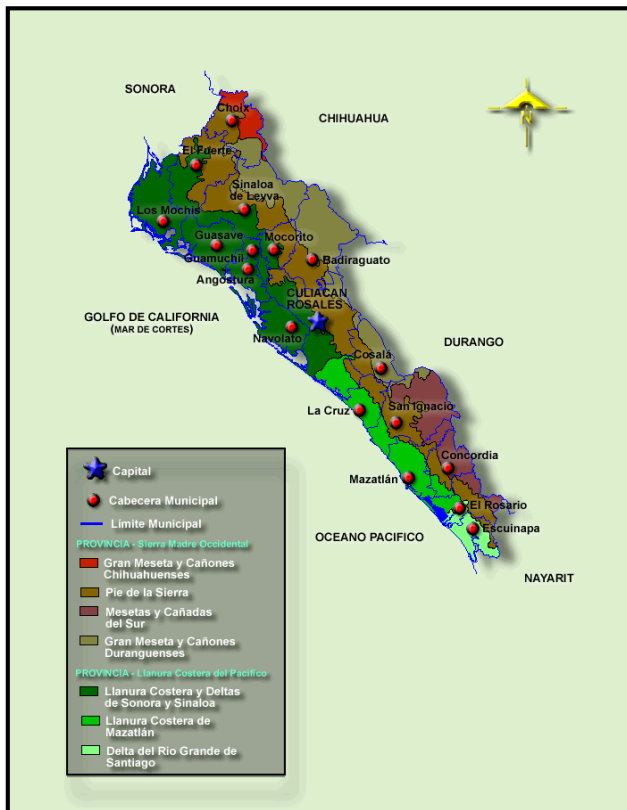 SONORA
CHIHUAHUA
N
Choix
El Fuerte
Sinaloa
de Leyva
Los Mochis
Guasave
Mocorito
Guamuchil
Badiraguato
Angostura
CULIACAN
ROSALES
GOLFO DE CALIFORNIA
(MAR DE CORTES)
Navolato
DURANGO
Cosalá
La Cruz
San Ignacio
Concordia
Mazatlán
El Rosario
Escuinapa
OCEANO PACIFICO
NAYARIT
Capital
Cabecera Municipal
Límite Municipal
PROVINCIA - Sierra Madre Occidental
Gran Meseta y Cañones
Chihuahuenses
Pie de la Sierra
Mesetas y Cañadas
del Sur
Gran Meseta y Cañones
Duranguenses
PROVINCIA - Llanura Costera del Pacifico
Llanura Costera y Deltas
de Sonora y Sinaloa
Llanura Costera de
Mazatlán
Delta del Rio Grande de
Santiago